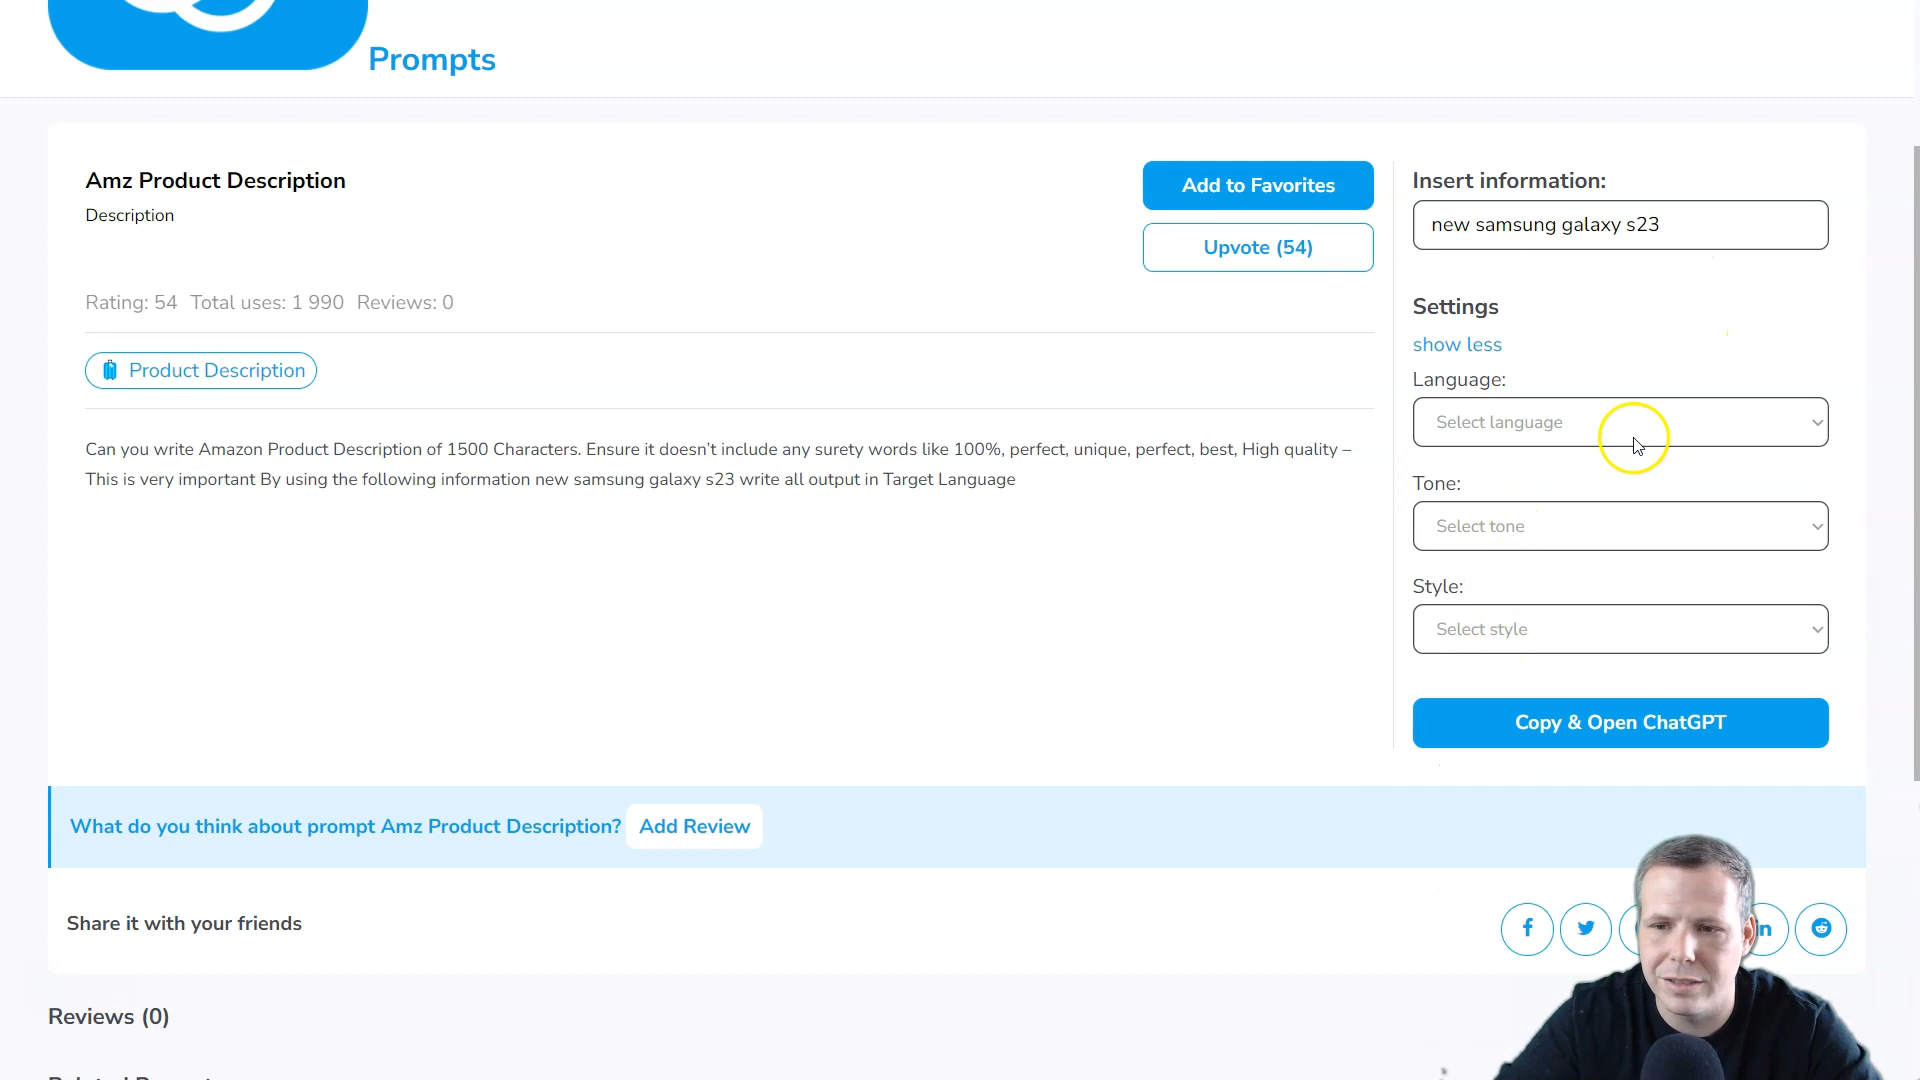 Prompts
Amz Product Description
Description
Add to Favorites
Upvote (54)
Rating: 54 Total uses: 1 990 Reviews: 0
Product Description
Can you write Amazon Product Description of 1500 Characters. Ensure it doesn't include any surety words like 100%, perfect, unique, perfect, best, High quality –
This is very important By using the following information new samsung galaxy s23 write all output in Target Language
Insert information:
new samsung galaxy s23
Settings
show less
Language:
Select language
Tone:
Select tone
Style:
Select style
Copy & Open ChatGPT
What do you think about prompt Amz Product Description? Add Review
Share it with your friends
in
Reviews (0)